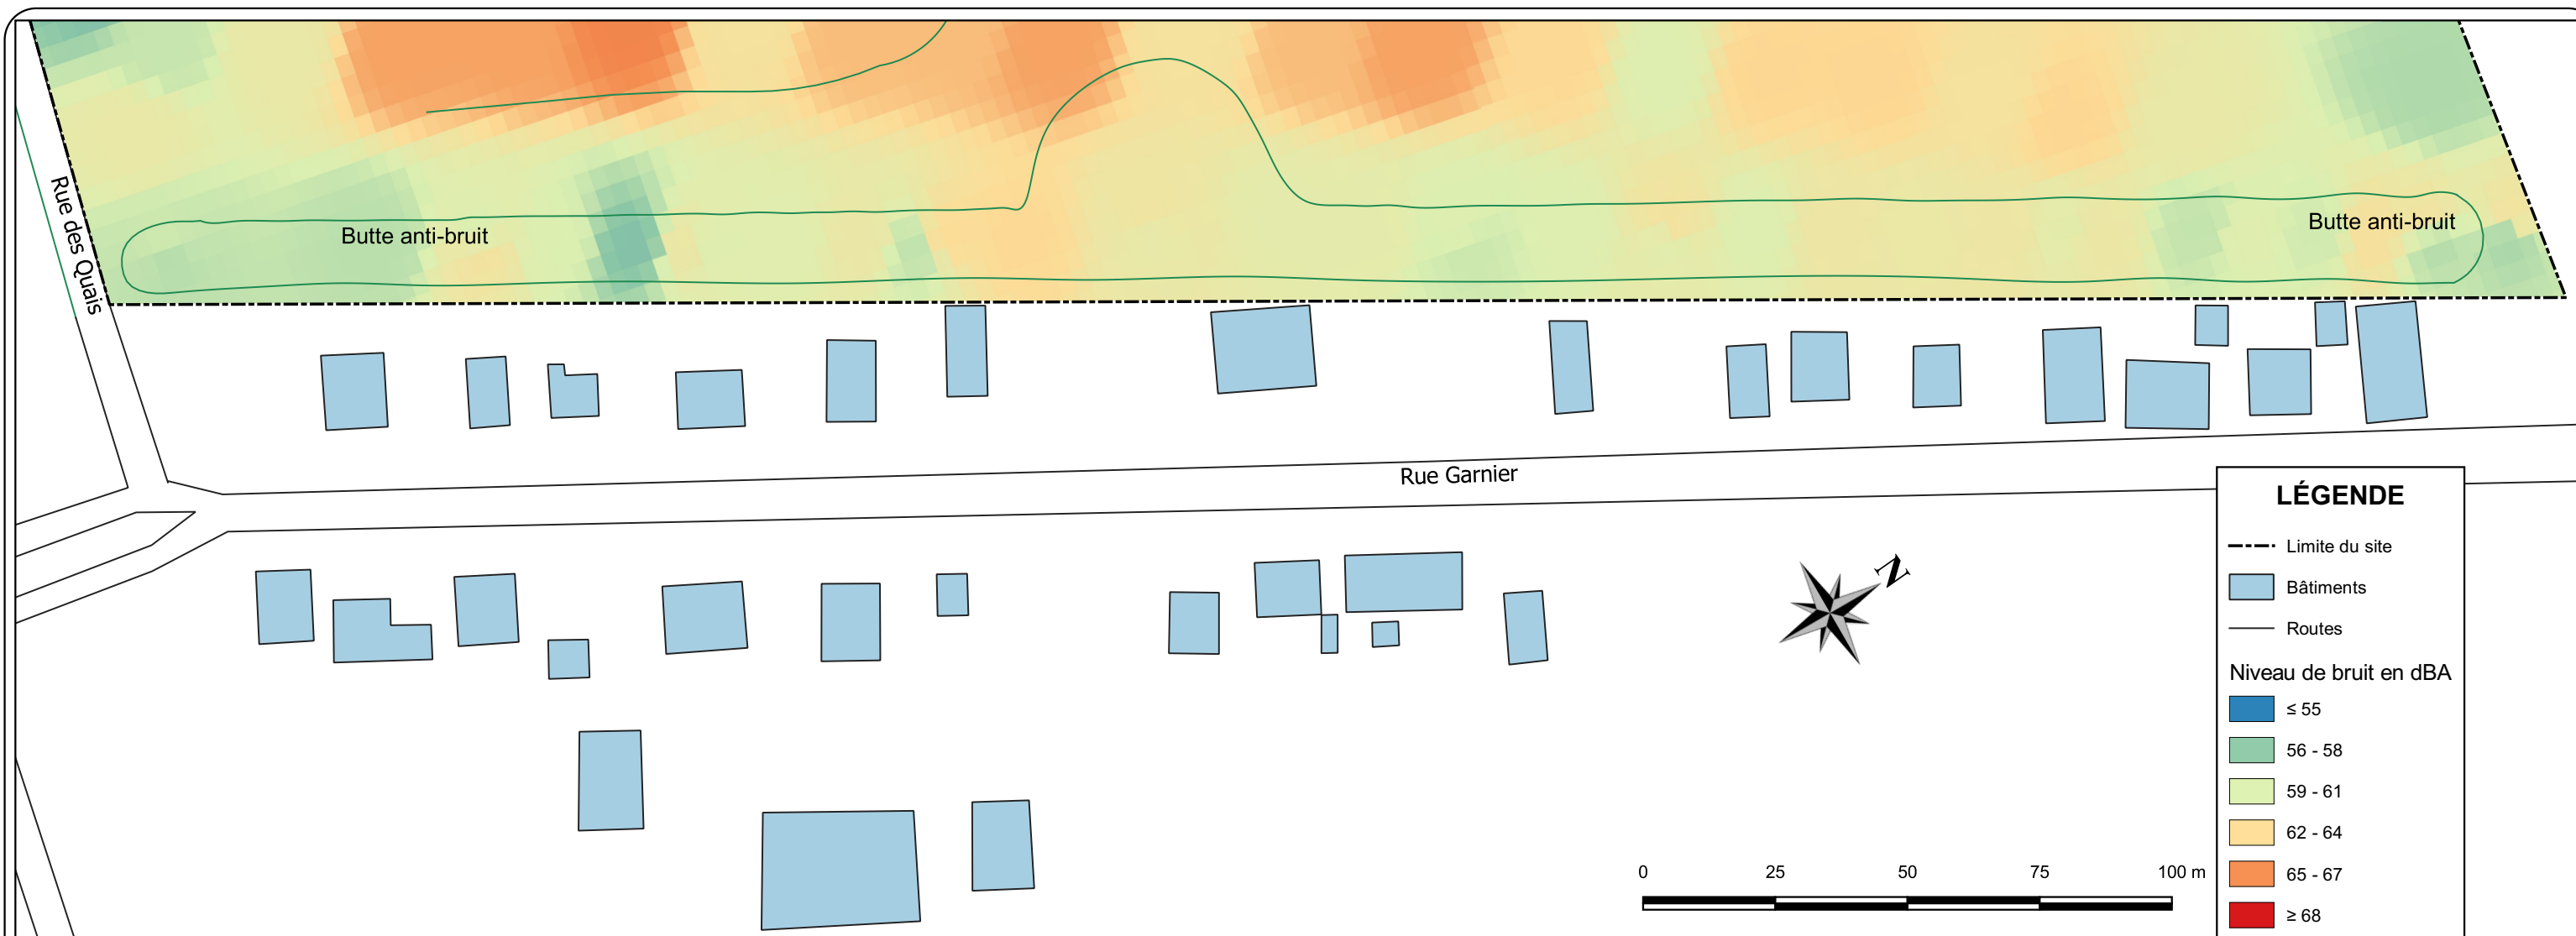 Rue des Quais
Butte anti-bruit
Butte anti-bruit
Rue Garnier
N
LÉGENDE
Limite du site
Bâtiments
Routes
Niveau de bruit en dBA
≤ 55
56 - 58
59 - 61
62 - 64
65 - 67
≥ 68
0 25 50 75 100 m